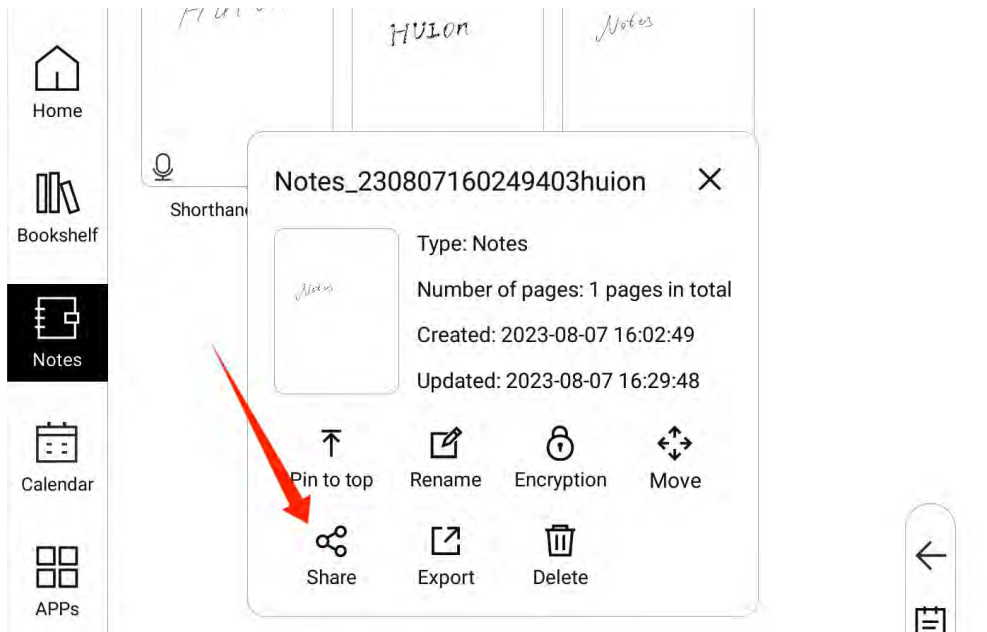 HUION
Notes
Home
Bookshelf
Notes
Calendar
APPs
Shorthan
Notes_230807160249403huion
Notes
Type: Notes
Number of pages: 1 pages in total
Created: 2023-08-07 16:02:49
Updated: 2023-08-07 16:29:48
Pin to top
Rename
Encryption
Move
Share
Export
Delete